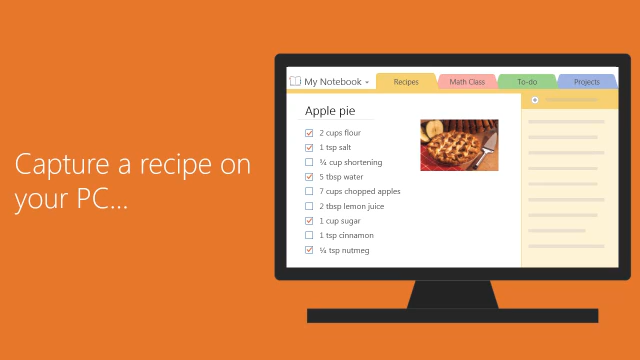 Capture a recipe on
your PC...
My Notebook
Recipes
Math Class
To-do
Projects
Apple pie
2 cups flour
1 tsp salt
¾ cup shortening
5 tbsp water
7 cups chopped apples
2 tbsp lemon juice
1 cup sugar
1 tsp cinnamon
¼ tsp nutmeg